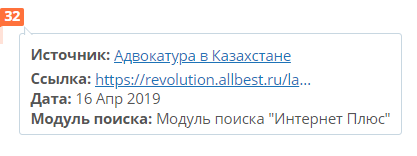 32
Источник: Адвокатура в Казахстане
Ссылка: https://revolution.allbest.ru/la...
Дата: 16 Апр 2019
Модуль поиска: Модуль поиска "Интернет Плюс"